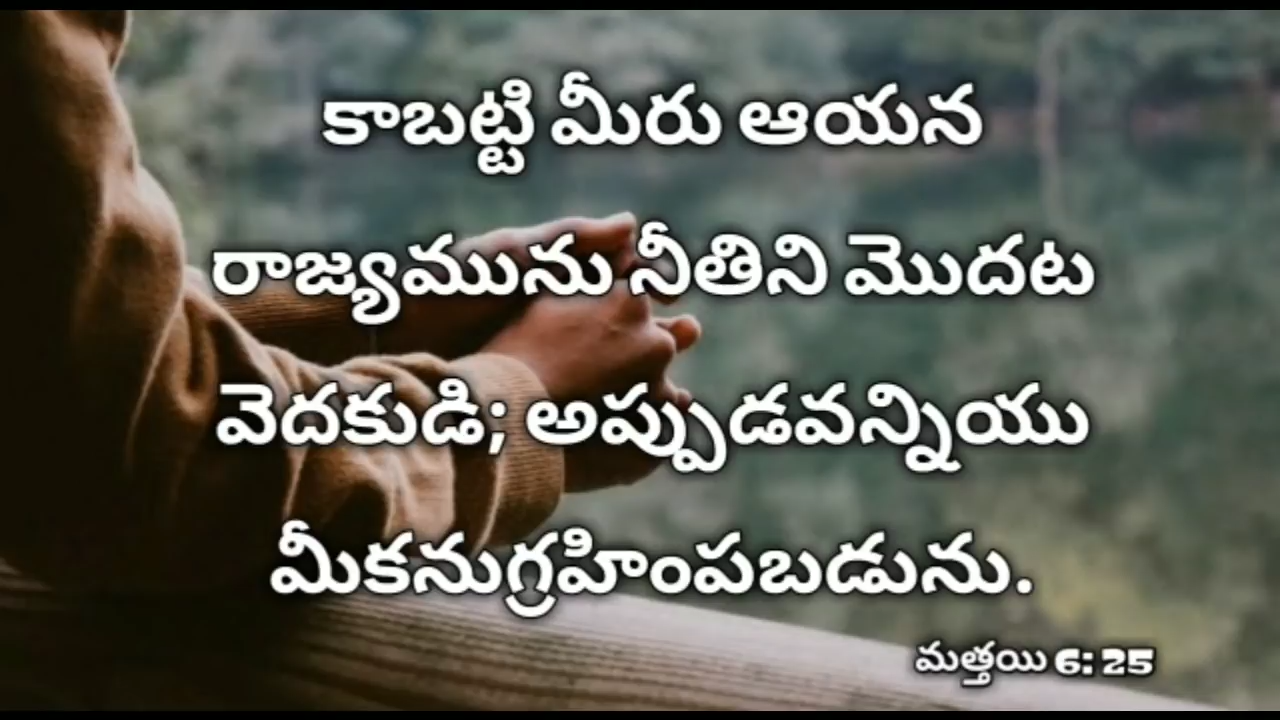 కాబట్టి మీరు ఆయన
రాజ్యమును నీతిని మొదట
వెదకుడి; అప్పుడవన్నియు
మీకనుగ్రహింపబడును.
మత్తయి 6: 25